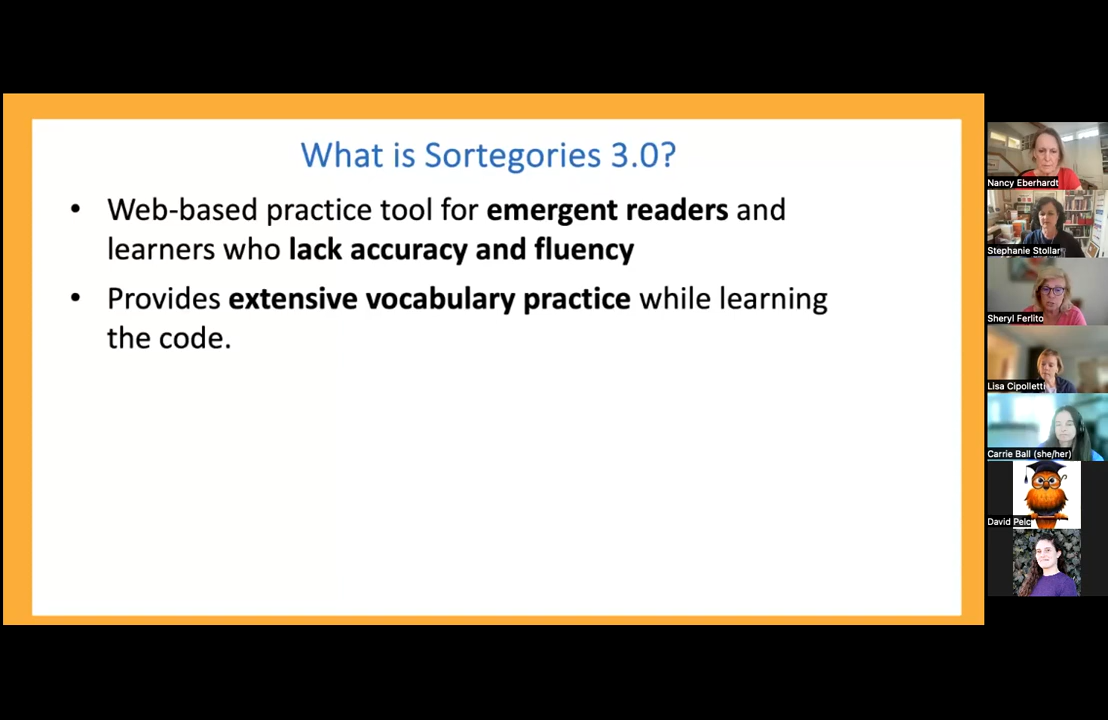 What is Sortegories 3.0?
• Web-based practice tool for emergent readers and
learners who lack accuracy and fluency
• Provides extensive vocabulary practice while learning
the code.
Nancy Eberhardt
Stephanie Stollar
Sheryl Ferlito
Lisa Cipolletti
Carrie Ball (she/her)
David Pelc